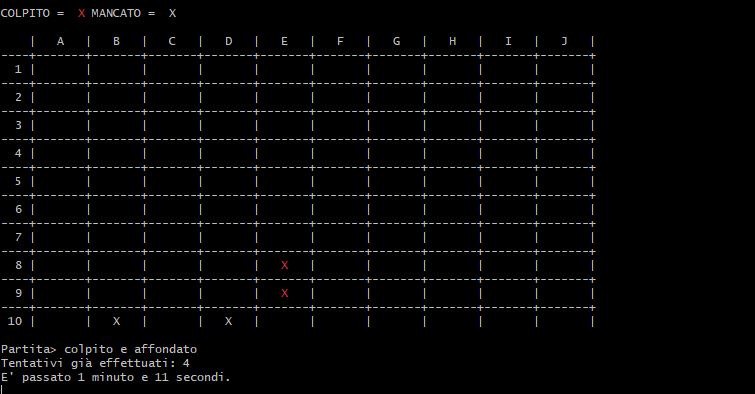 COLPITO =  X MANCATO =  X
   |  A  |  B  |  C  |  D  |  E  |  F  |  G  |  H  |  I  |  J  |
 1 |     |     |     |     |     |     |     |     |     |     |
 2 |     |     |     |     |     |     |     |     |     |     |
 3 |     |     |     |     |     |     |     |     |     |     |
 4 |     |     |     |     |     |     |     |     |     |     |
 5 |     |     |     |     |     |     |     |     |     |     |
 6 |     |     |     |     |     |     |     |     |     |     |
 7 |     |     |     |     |     |     |     |     |     |     |
 8 |     |     |     |     |  X  |     |     |     |     |     |
 9 |     |     |     |     |  X  |     |     |     |     |     |
10 |     |  X  |     |  X  |     |     |     |     |     |     |
Partita> colpito e affondato
Tentativi già effettuati: 4
E' passato 1 minuto e 11 secondi.